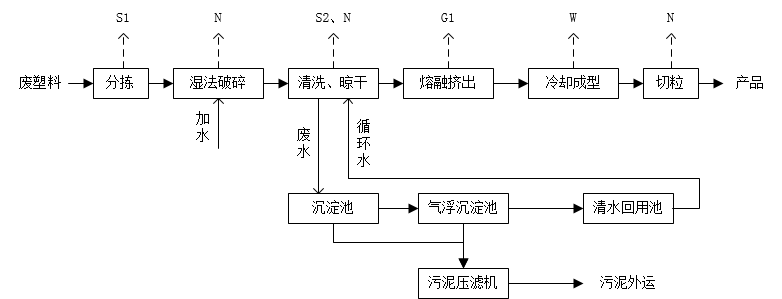 S1
N
S2、N
G1
W
N
废塑料
分拣
湿法破碎
清洗、晾干
熔融挤出
冷却成型
切粒
产品
加水
废水
循环水
沉淀池
气浮沉淀池
清水回用池
污泥压滤机
污泥外运